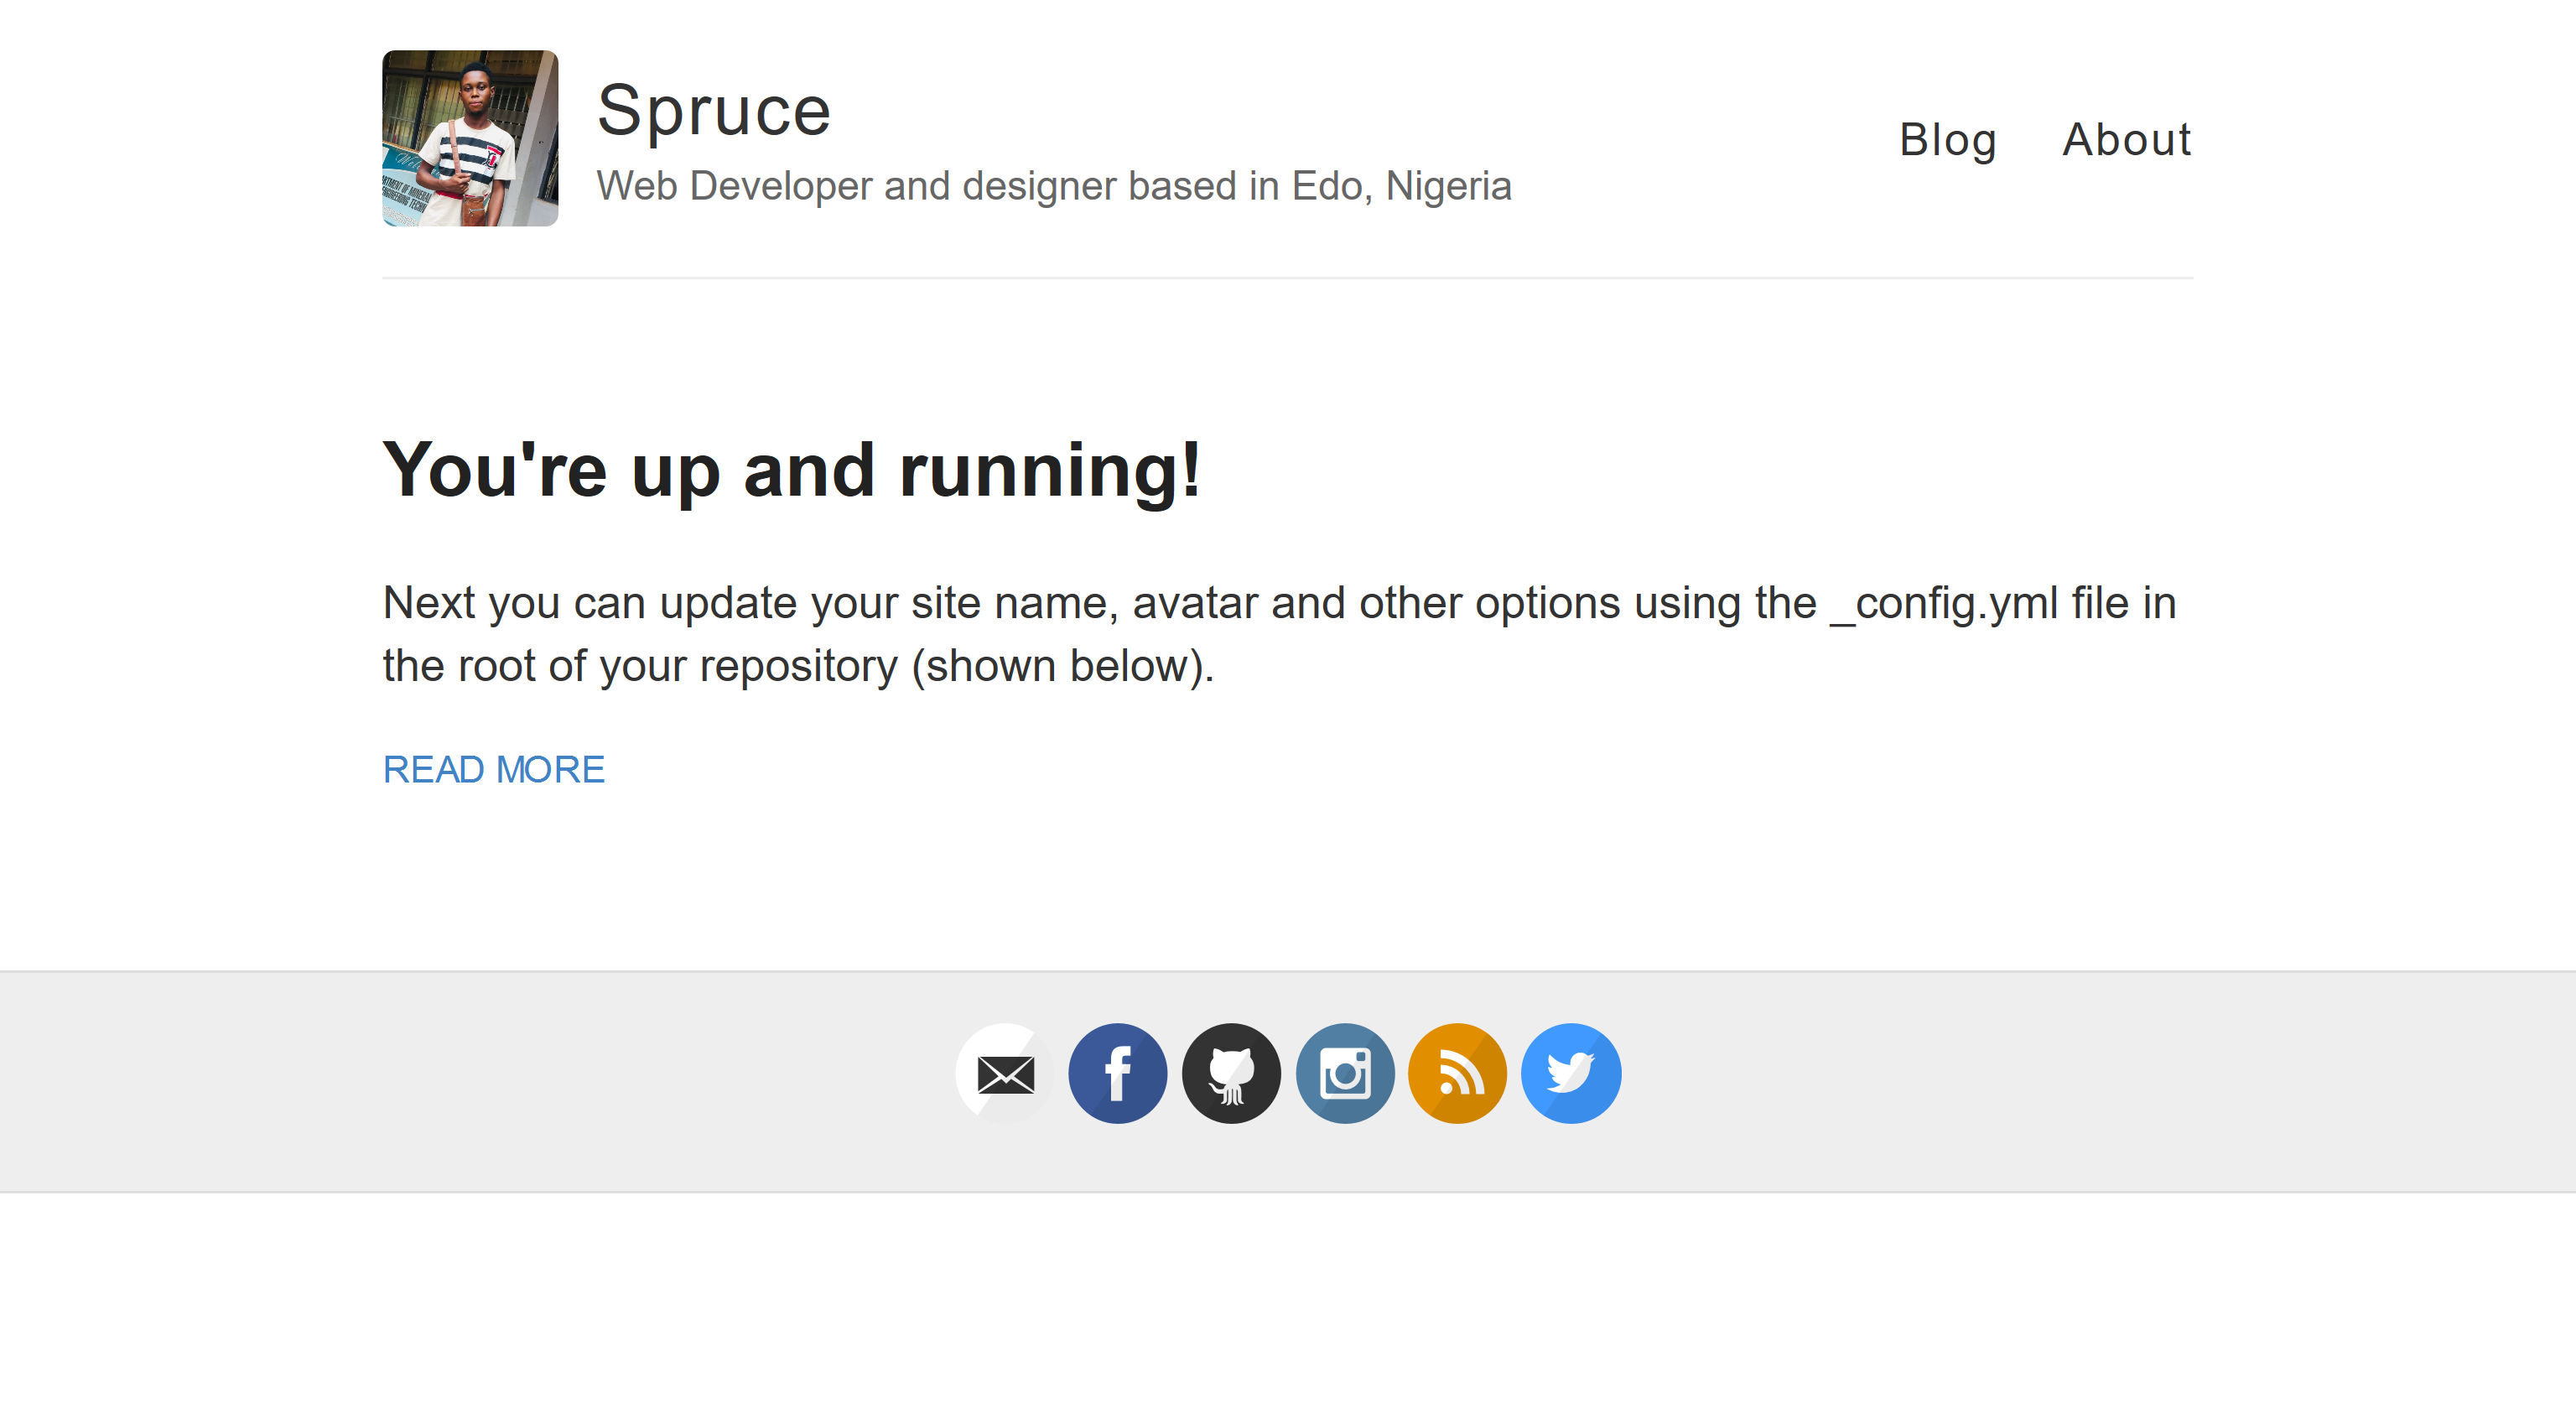 Spruce
Web Developer and designer based in Edo, Nigeria
Blog
About
You're up and running!
Next you can update your site name, avatar and other options using the _config.yml file in
the root of your repository (shown below).
READ MORE